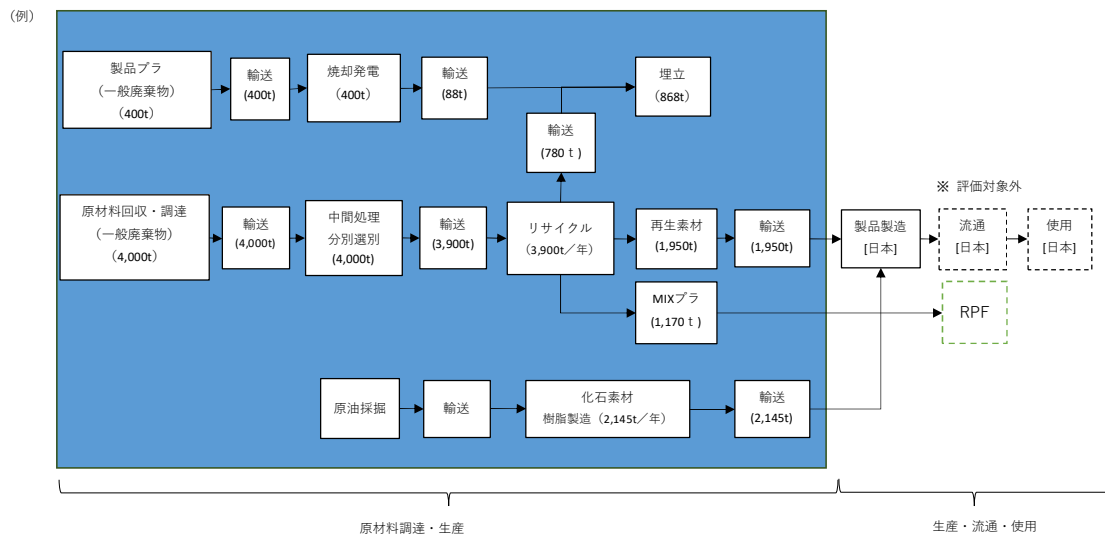 （例）
製品プラ
（一般廃棄物）
（400t）
輸送
(400t)
焼却発電
（400t）
輸送
(88t)
埋立
（868t）
輸送
(780ｔ)
原材料回収・調達
（一般廃棄物）
（4,000t）
輸送
(4,000t)
中間処理
分別選別
(4,000t)
輸送
(3,900t)
リサイクル
（3,900t／年）
再生素材
(1,950t)
輸送
(1,950t)
製品製造
[日本]
※ 評価対象外
流通
[日本]
使用
[日本]
MIXプラ
(1,170ｔ)
RPF
原油採掘
輸送
化石素材
樹脂製造（2,145t／年）
輸送
(2,145t)
原材料調達・生産
生産・流通・使用